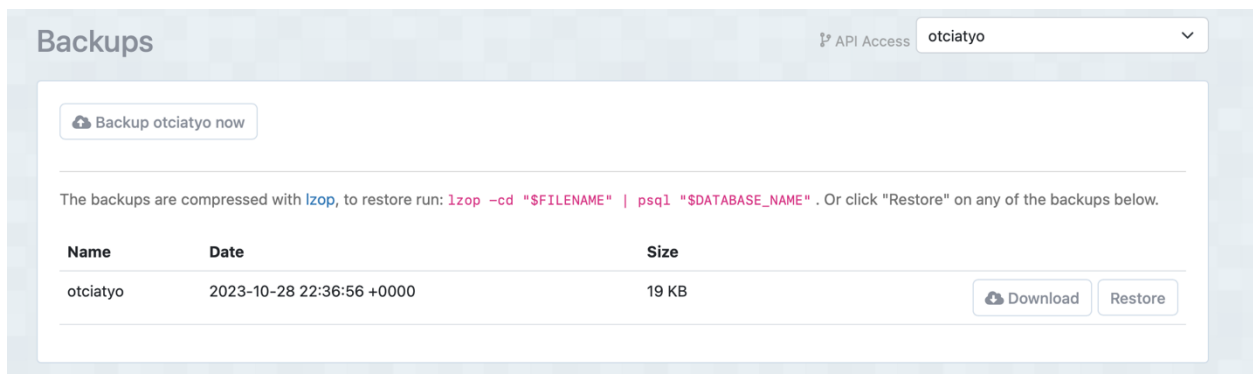 Backups
API Access otciatyo
Backup otciatyo now
The backups are compressed with lzop, to restore run: lzop -cd "$FILENAME" | psql "$DATABASE_NAME" . Or click "Restore" on any of the backups below.
Name Date Size
otciatyo 2023-10-28 22:36:56 +0000 19 KB Download Restore